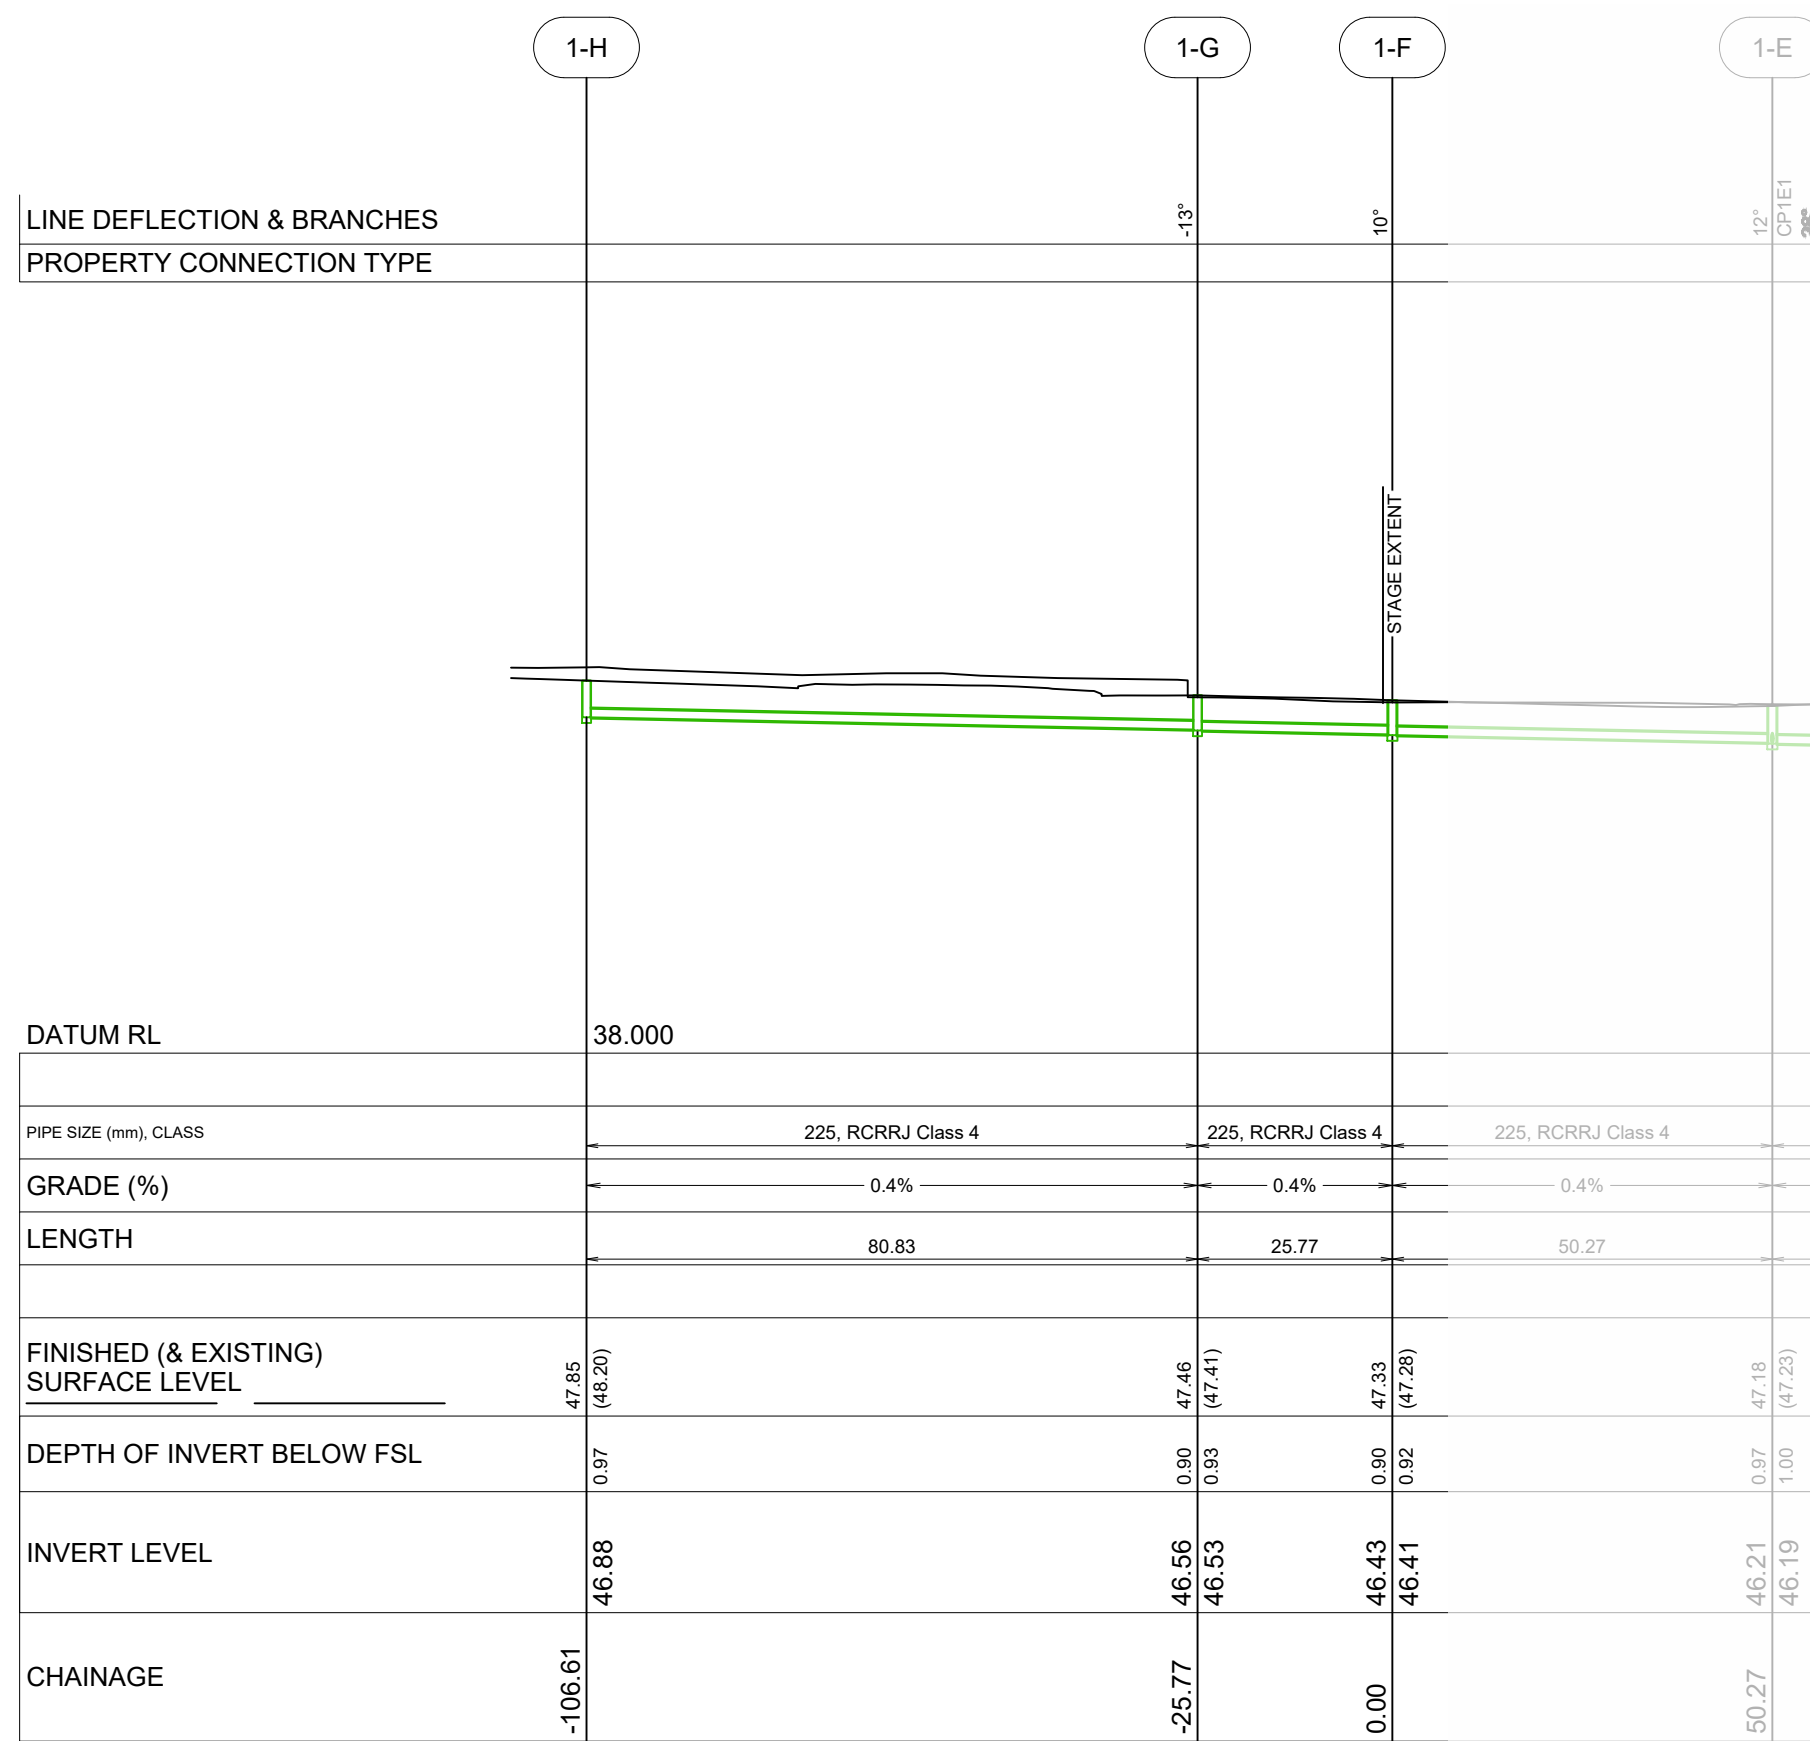 1-H 1-G 1-F 1-E
LINE DEFLECTION & BRANCHES -13° 10° 12° CP1E1
PROPERTY CONNECTION TYPE
STAGE EXTENT
DATUM RL 38.000
PIPE SIZE (mm), CLASS 225, RCRRJ Class 4 225, RCRRJ Class 4 225, RCRRJ Class 4
GRADE (%) 0.4% 0.4% 0.4%
LENGTH 80.83 25.77 50.27
FINISHED (& EXISTING)
SURFACE LEVEL 47.85 (48.20) 47.46 (47.41) 47.33 (47.28) 47.18 (47.23)
DEPTH OF INVERT BELOW FSL 0.97 0.90 0.93 0.90 0.92 0.97 1.00
INVERT LEVEL 46.88 46.56 46.53 46.43 46.41 46.21 46.19
CHAINAGE -106.61 -25.77 0.00 50.27